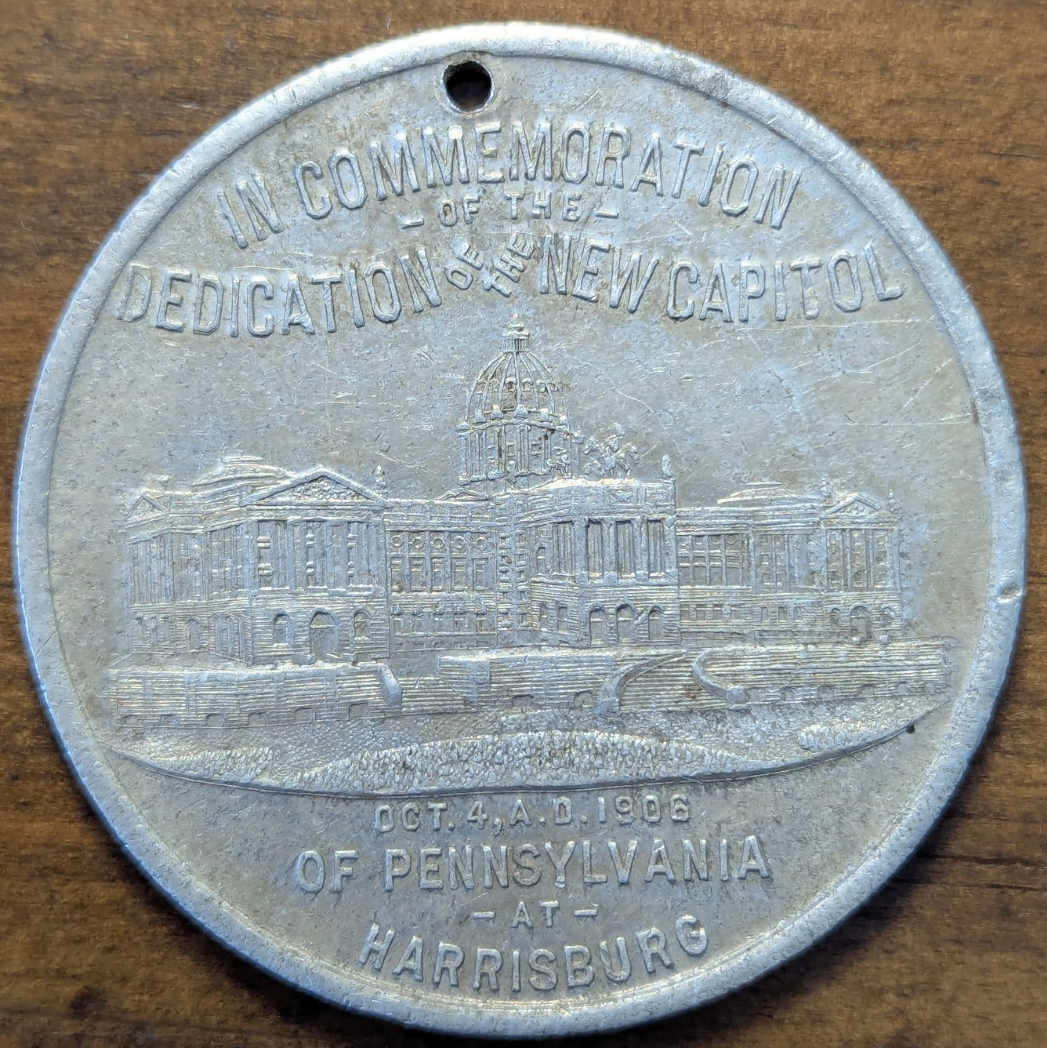 IN COMMEMORATION
- OF THE -
DEDICATION OF THE NEW CAPITOL
OCT. 4, A.D. 1906
OF PENNSYLVANIA
- AT -
HARRISBURG